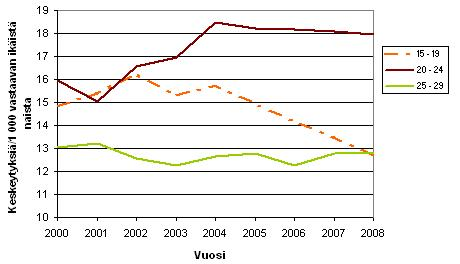 Keskeytyksiä/1 000 vastaavan ikäistä
naista
19
18
17
16
15
14
13
12
11
10
2000 2001 2002 2003 2004 2005 2006 2007 2008
Vuosi
15 - 19
20 - 24
25 - 29